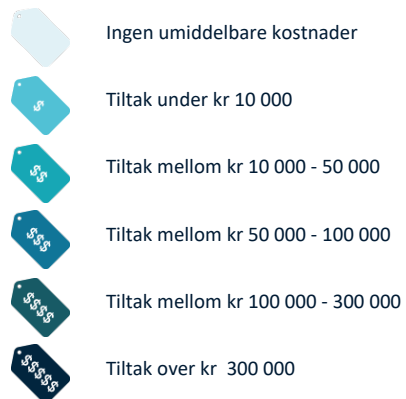 Ingen umiddelbare kostnader
$ Tiltak under kr 10 000
$$ Tiltak mellom kr 10 000 - 50 000
$$$ Tiltak mellom kr 50 000 - 100 000
$$$$ Tiltak mellom kr 100 000 - 300 000
$$$$$ Tiltak over kr  300 000